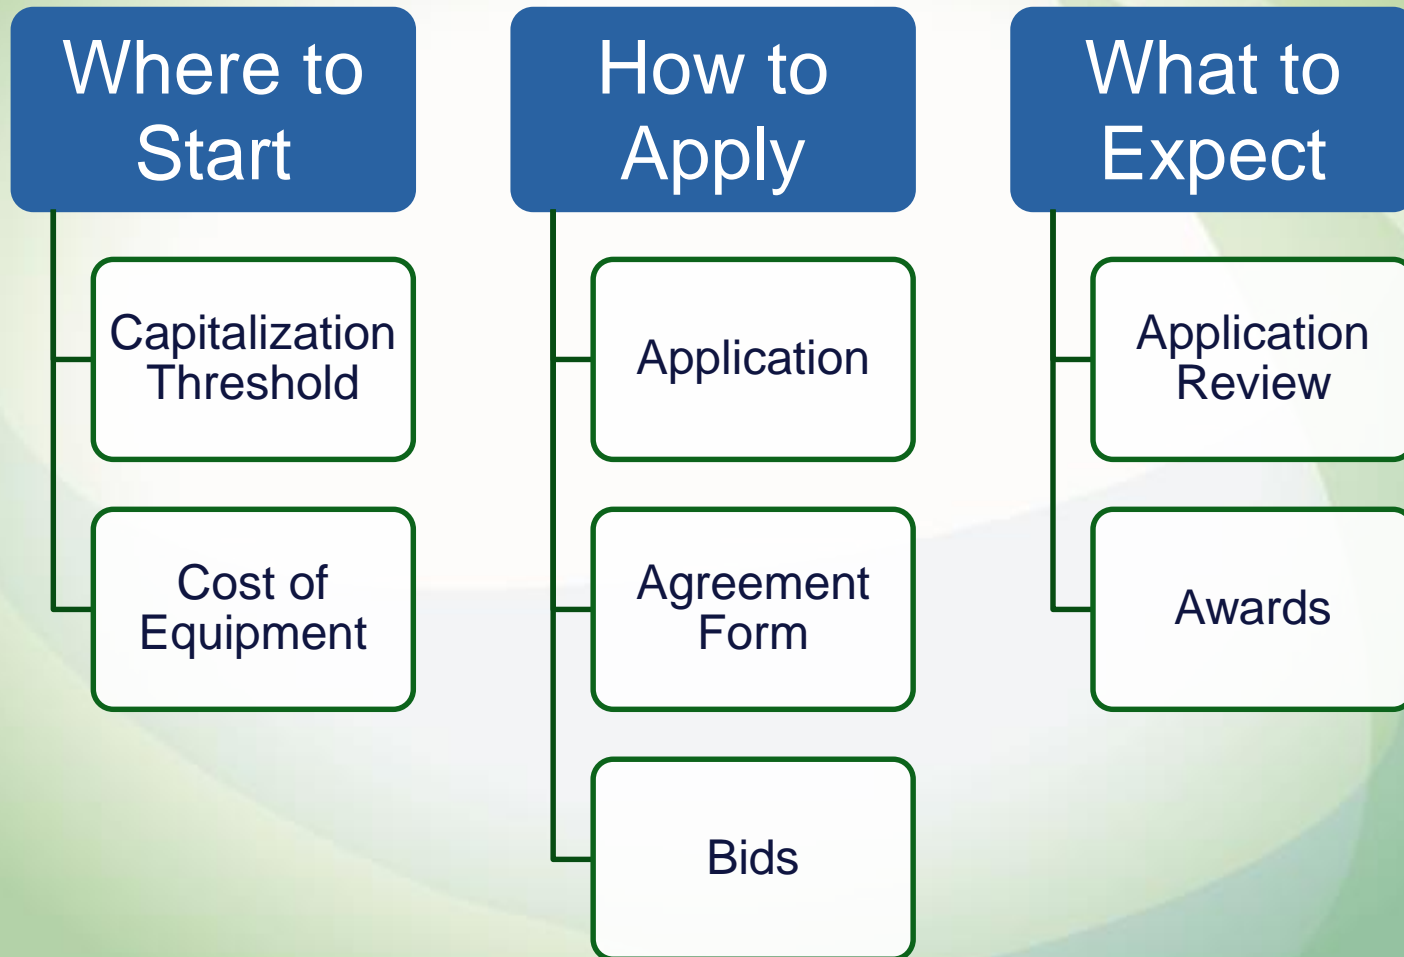 Where to
Start
Capitalization
Threshold
Cost of
Equipment
How to
Apply
Application
Agreement
Form
Bids
What to
Expect
Application
Review
Awards